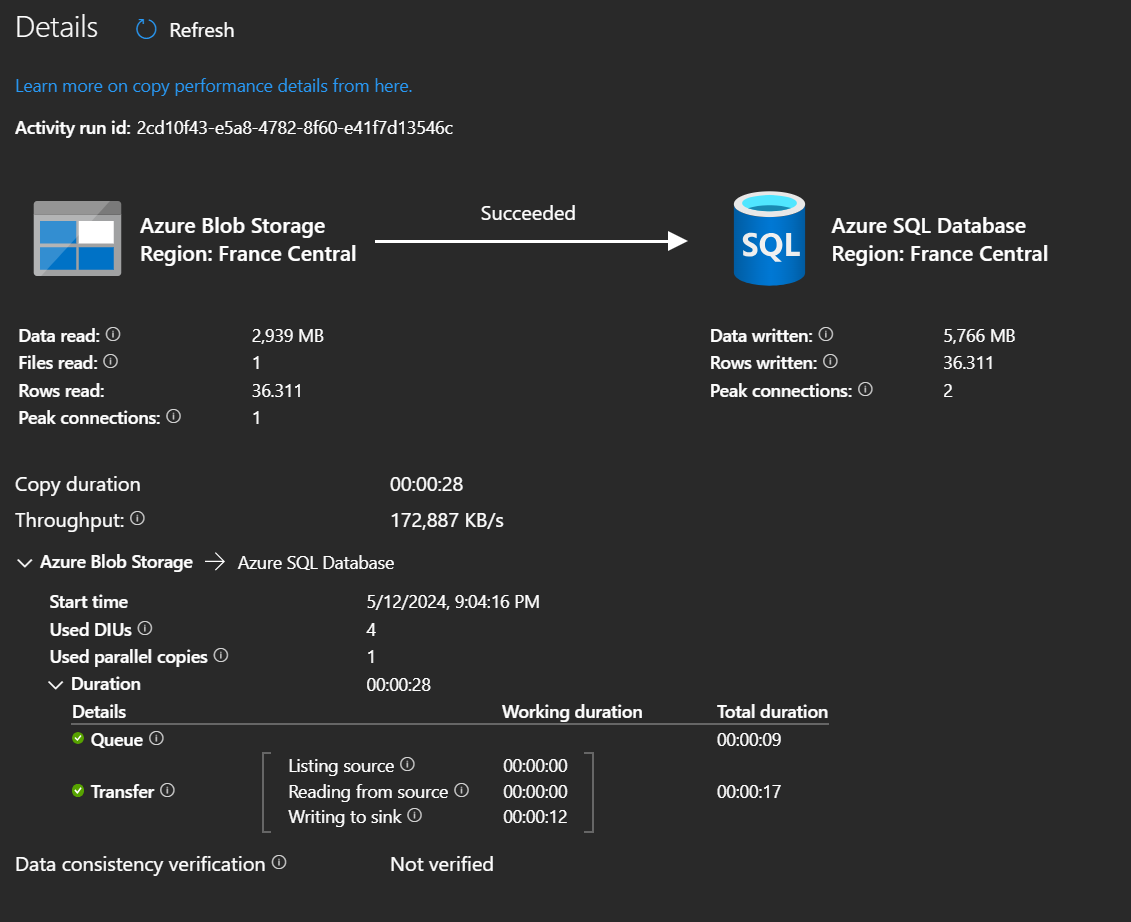 Details Refresh
Learn more on copy performance details from here.
Activity run id: 2cd10f43-e5a8-4782-8f60-e41f7d13546c
Succeeded
Azure Blob Storage
Region: France Central
SQL
Azure SQL Database
Region: France Central
Data read: 2,939 MB
Files read: 1
Rows read: 36.311
Peak connections: 1
Data written: 5,766 MB
Rows written: 36.311
Peak connections: 2
Copy duration 00:00:28
Throughput: 172,887 KB/s
Azure Blob Storage → Azure SQL Database
Start time 5/12/2024, 9:04:16 PM
Used DIUs 4
Used parallel copies 1
Duration 00:00:28
Details Working duration Total duration
Queue 00:00:09
Listing source 00:00:00
Transfer Reading from source 00:00:00 00:00:17
Writing to sink 00:00:12
Data consistency verification Not verified